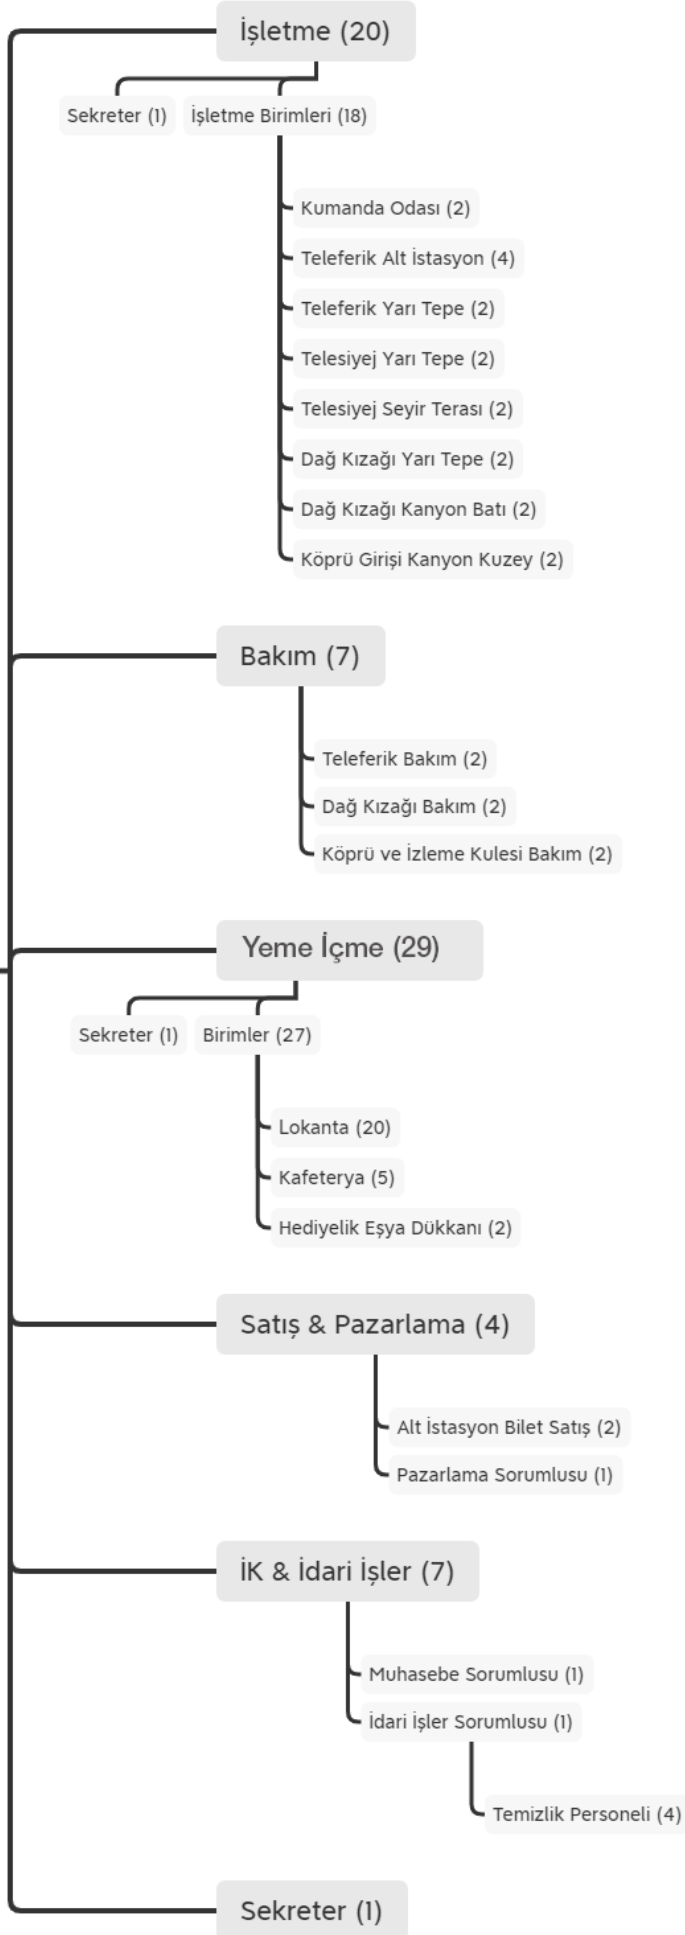 İşletme (20)
Sekreter (1)
İşletme Birimleri (18)
Kumanda Odası (2)
Teleferik Alt İstasyon (4)
Teleferik Yarı Tepe (2)
Telesiyej Yarı Tepe (2)
Telesiyej Seyir Terası (2)
Dağ Kızağı Yarı Tepe (2)
Dağ Kızağı Kanyon Batı (2)
Köprü Girişi Kanyon Kuzey (2)
Bakım (7)
Teleferik Bakım (2)
Dağ Kızağı Bakım (2)
Köprü ve İzleme Kulesi Bakım (2)
Yeme İçme (29)
Sekreter (1)
Birimler (27)
Lokanta (20)
Kafeterya (5)
Hediyelik Eşya Dükkanı (2)
Satış & Pazarlama (4)
Alt İstasyon Bilet Satış (2)
Pazarlama Sorumlusu (1)
İK & İdari İşler (7)
Muhasebe Sorumlusu (1)
İdari İşler Sorumlusu (1)
Temizlik Personeli (4)
Sekreter (1)